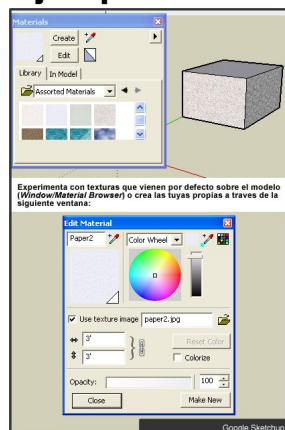 Materials
Create
Edit
Library In Model
Assorted Materials
Experimenta con texturas que vienen por defecto sobre el modelo
(Window/Material Browser) o crea las tuyas propias a traves de la
siguiente ventana:
Edit Material
Paper2 Color Wheel
Use texture image paper2.jpg
3' Reset Color
3' Colorize
Opacity: 100
Close Make New
Google Sketchup